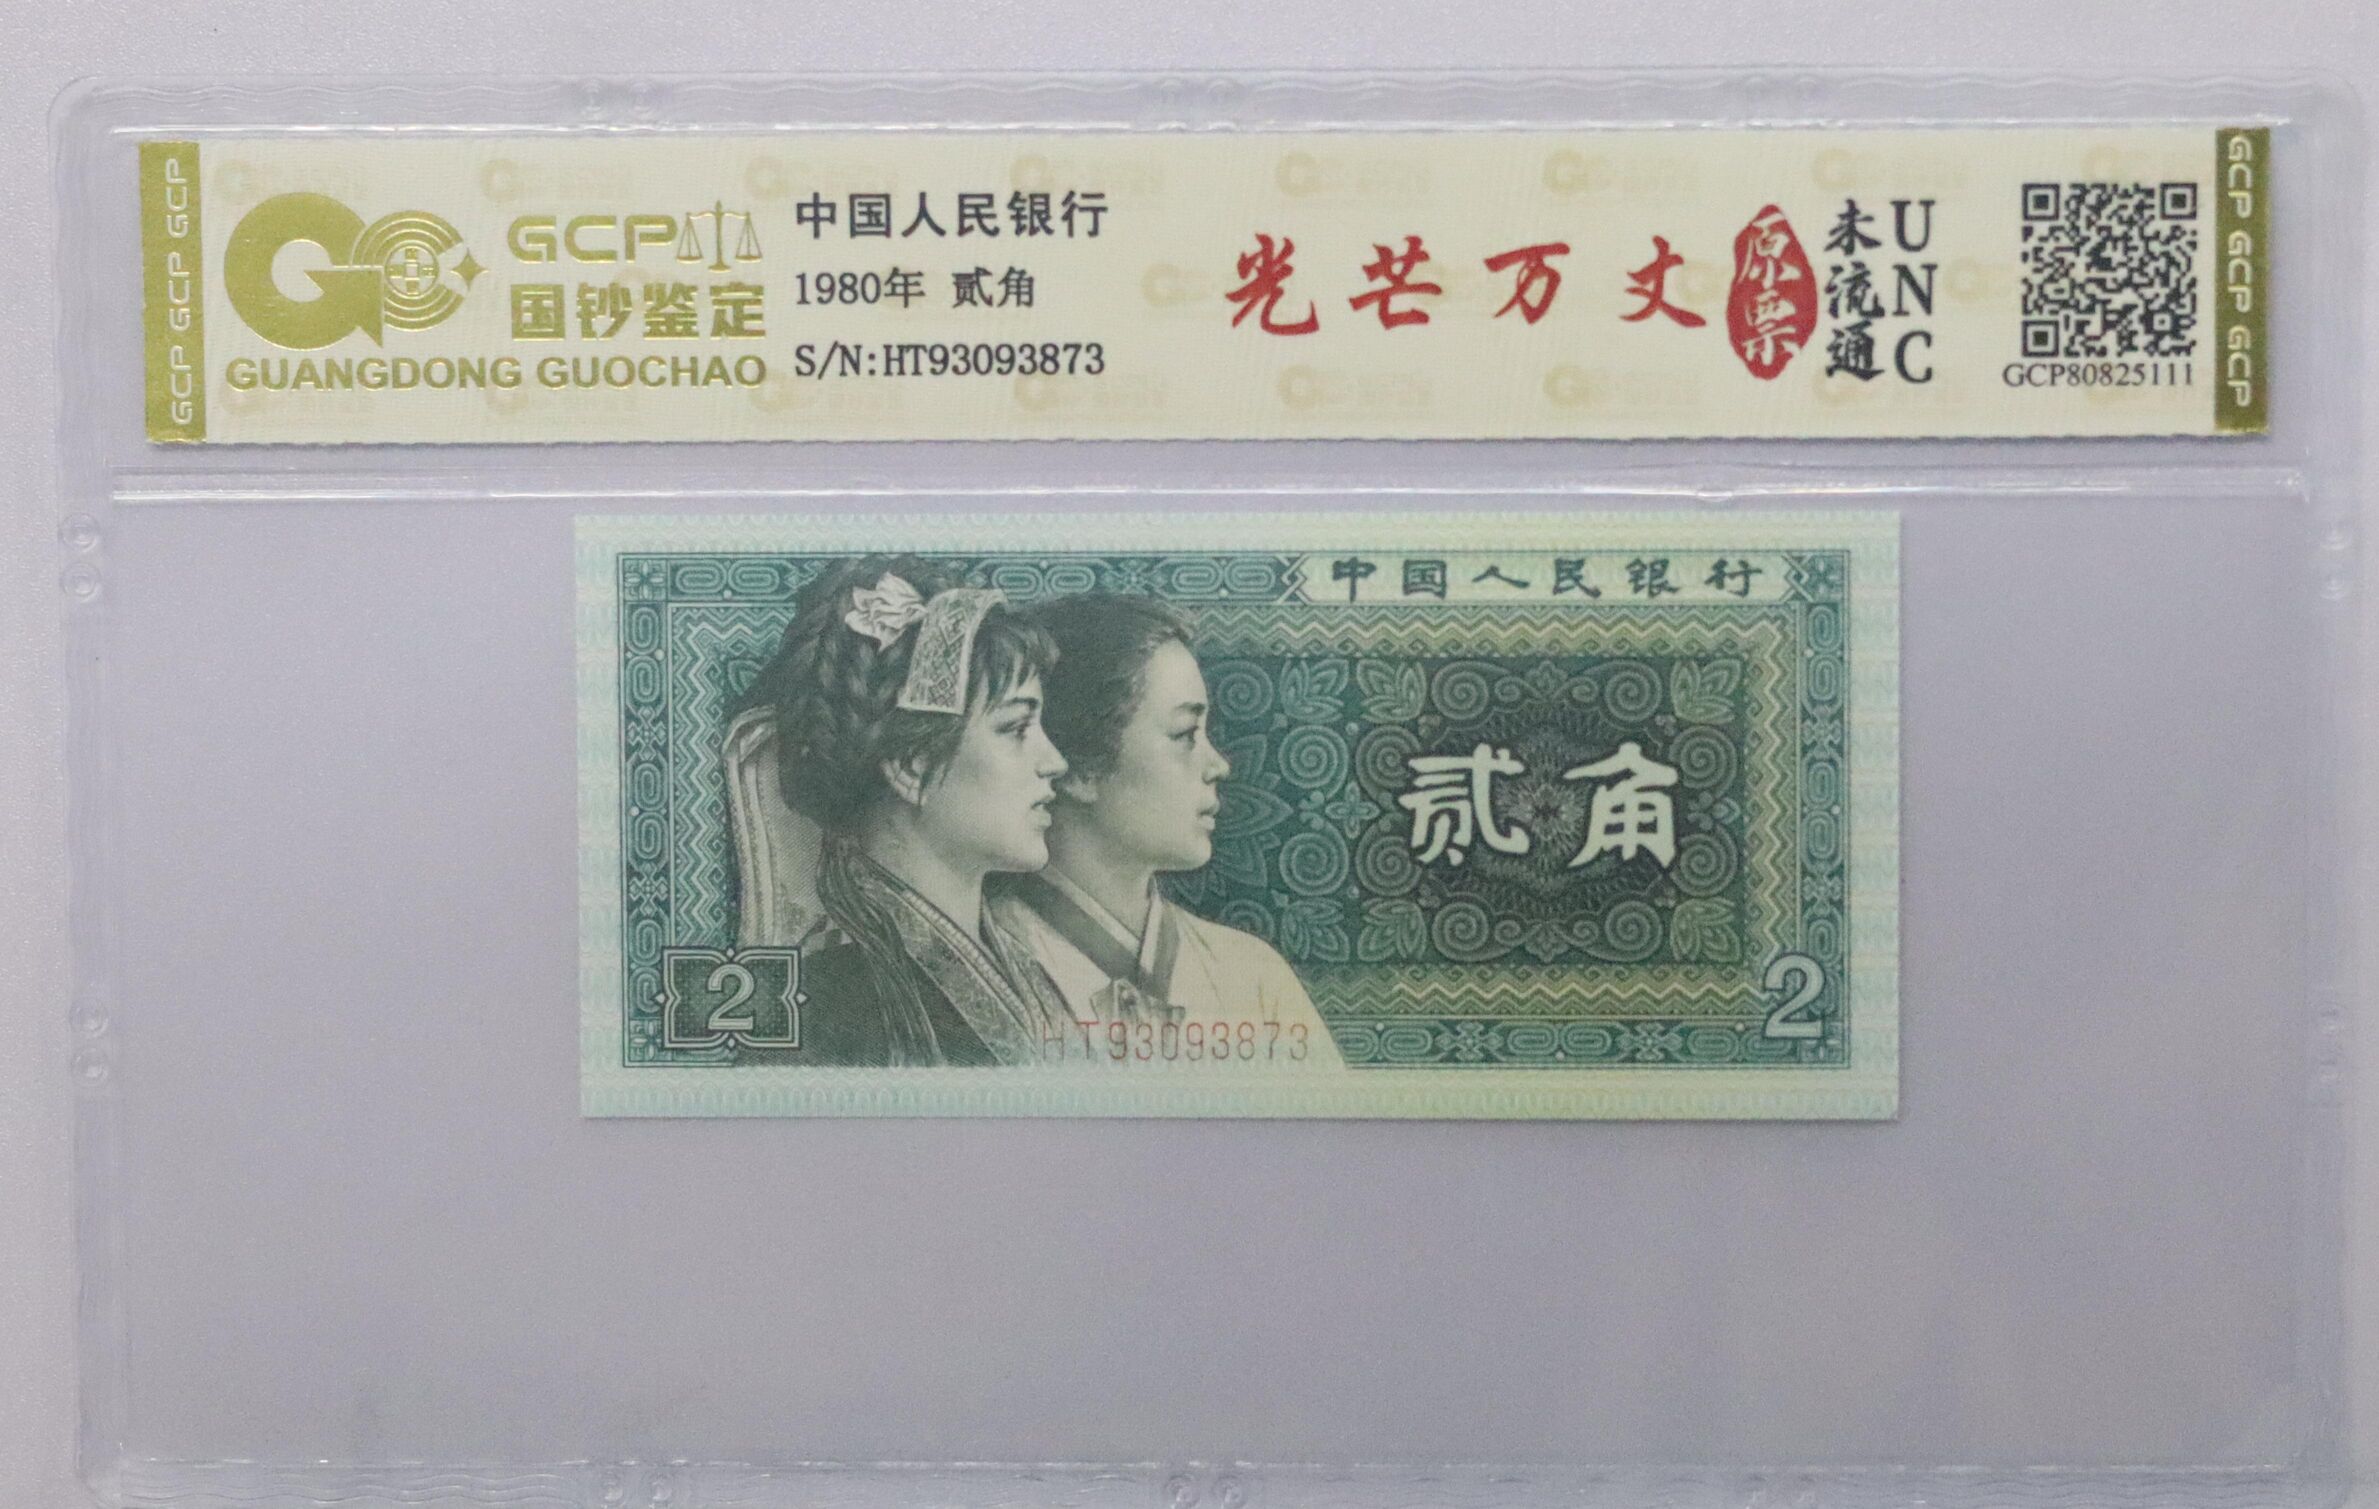 GCP GCP GCP
GCP
国钞鉴定
GUANGDONG GUOCHAO
中国人民银行
1980年 贰角
S/N:HT93093873
光芒万丈
原票
未流通
UNC
GCP80825111
GCP GCP GCP
中国人民银行
贰角
2
HT93093873
2